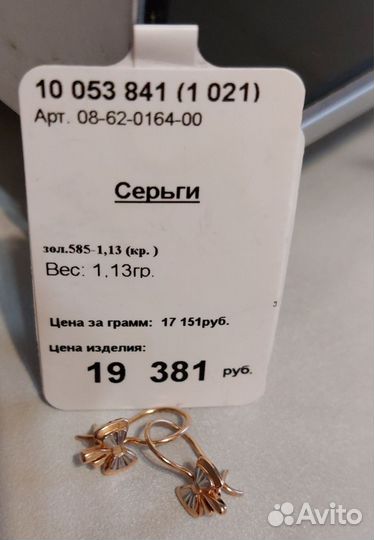 10 053 841 (1 021)
Арт. 08-62-0164-00
Серьги
зол.585-1,13 (кр. )
Вес: 1,13гр.
Цена за грамм: 17 151руб.
Цена изделия:
19 381 руб.
Avito